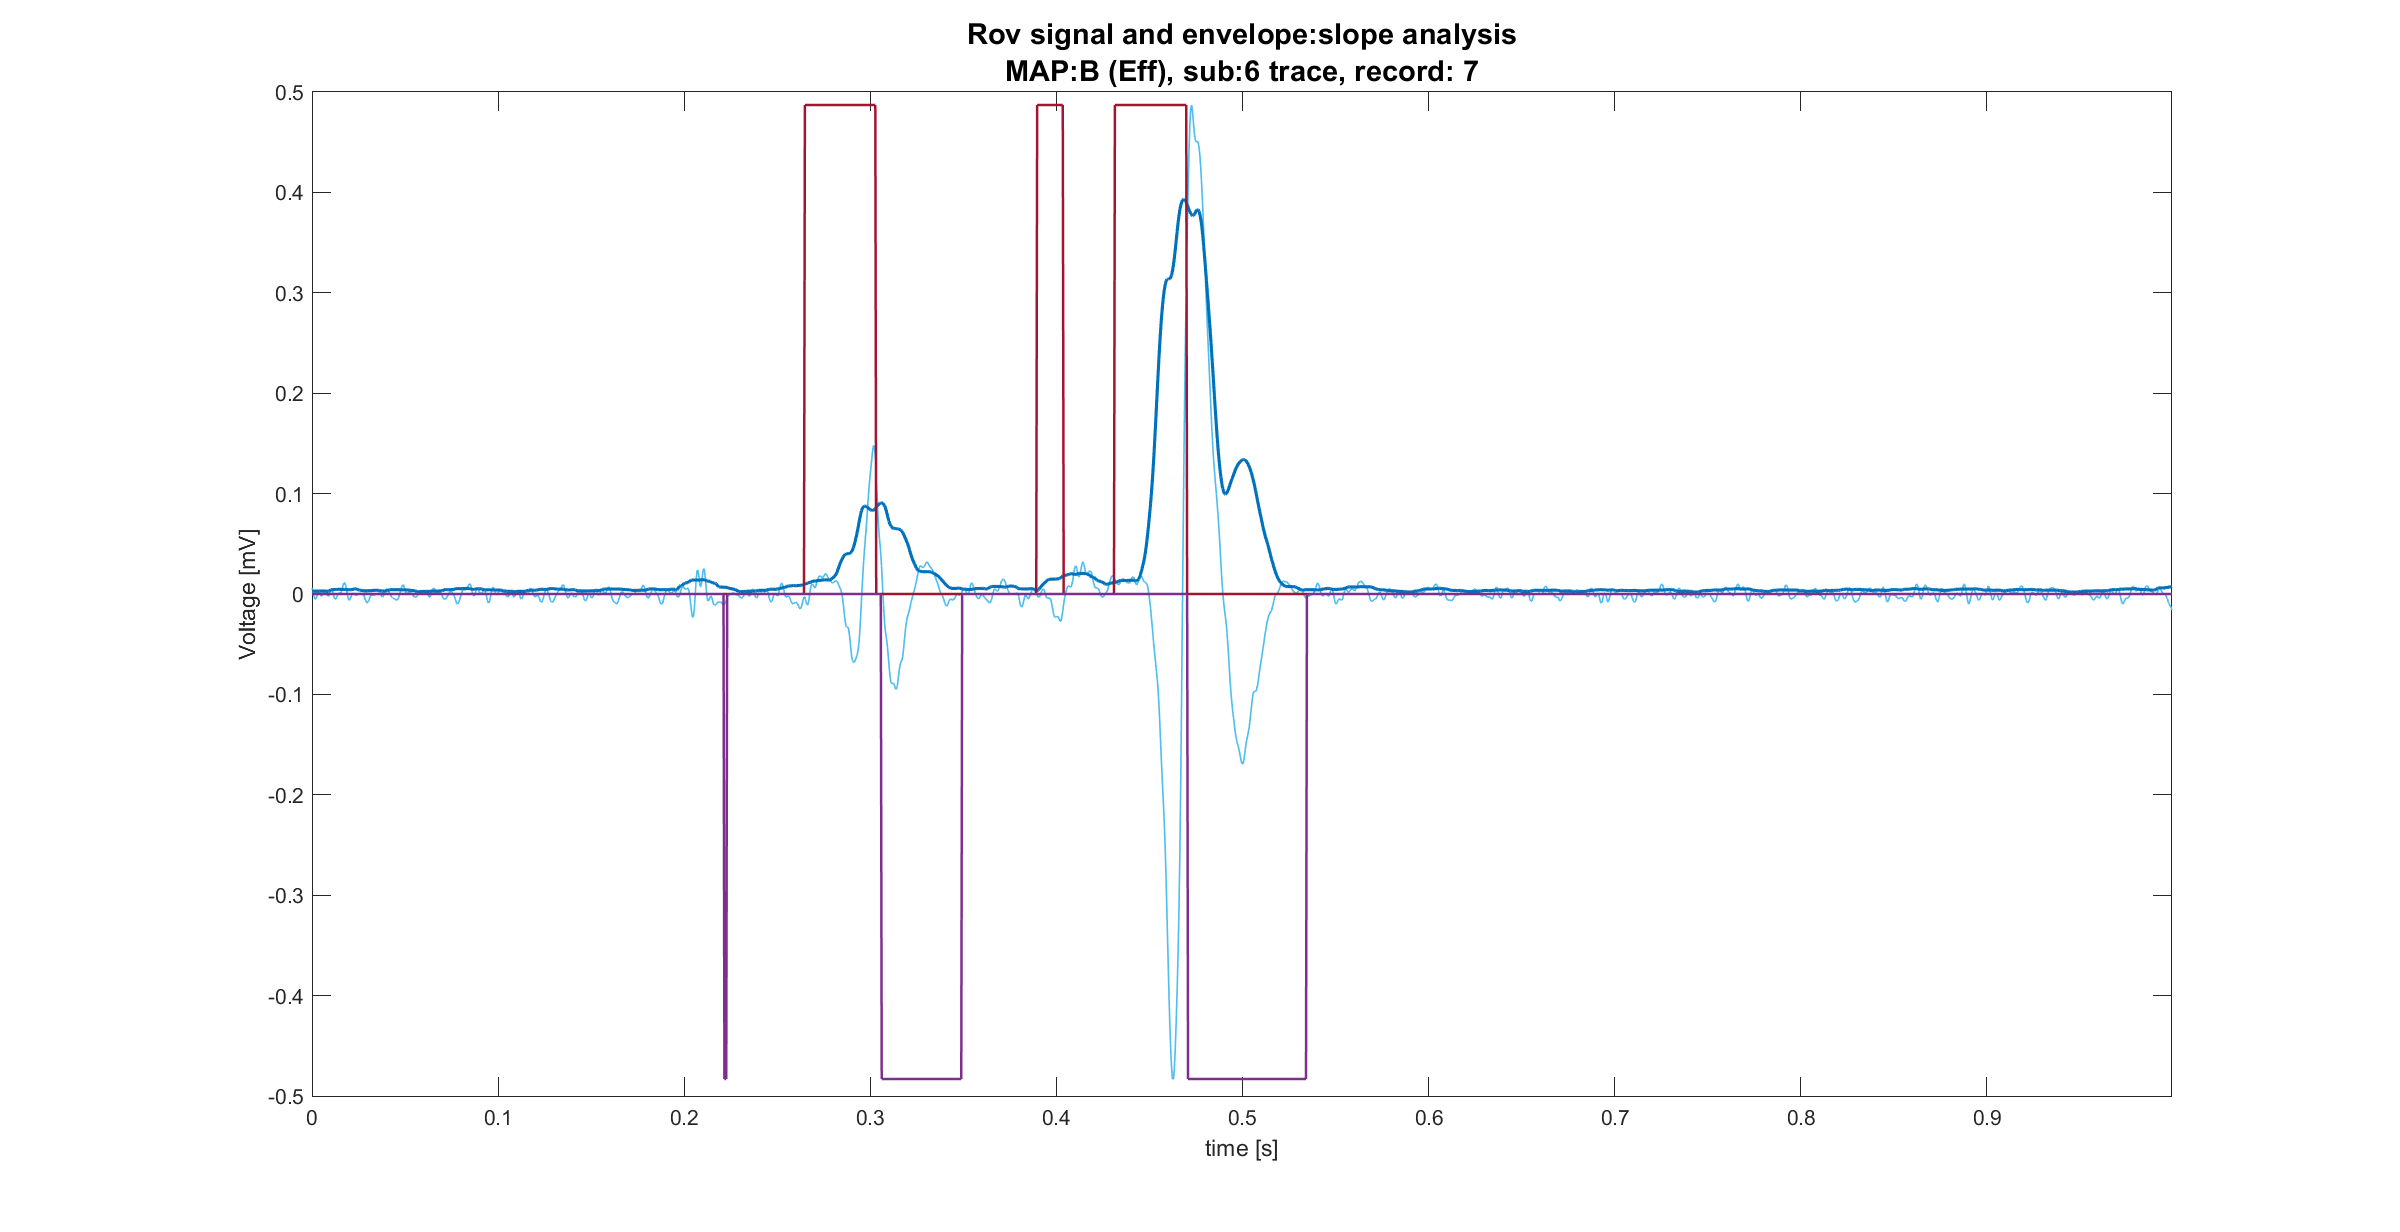 Rov signal and envelope:slope analysis
MAP:B (Eff), sub:6 trace, record: 7
0.5
0.4
0.3
0.2
0.1
0
-0.1
-0.2
-0.3
-0.4
-0.5
Voltage [mV]
0 0.1 0.2 0.3 0.4 0.5 0.6 0.7 0.8 0.9
time [s]